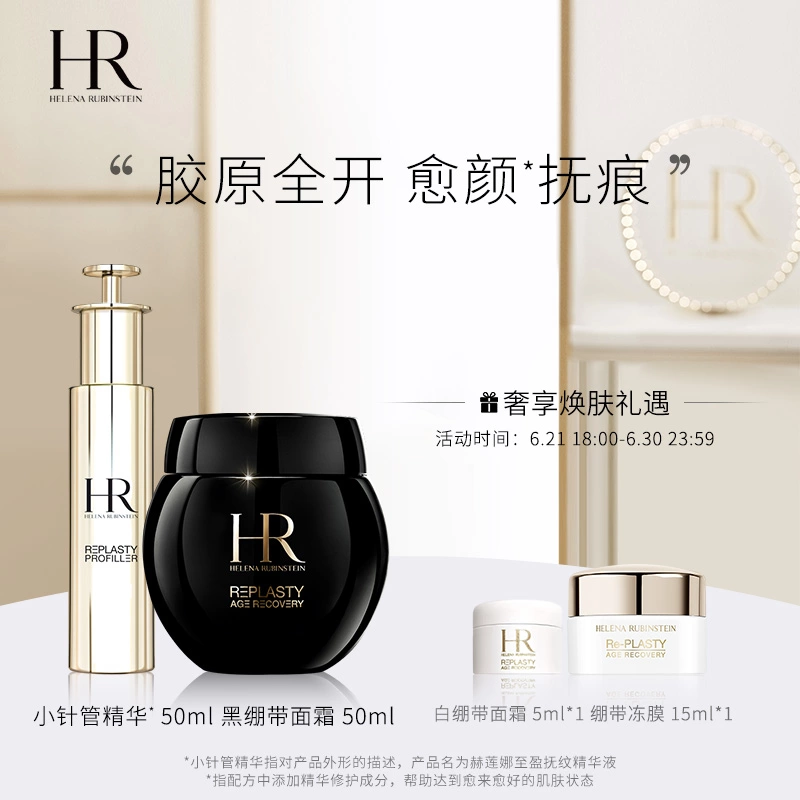 HR
HELENA RUBINSTEIN
“胶原全开 愈颜*抚痕”
HR
奢享焕肤礼遇
活动时间：6.21 18:00-6.30 23:59
HR
HELENA RUBINSTEIN
REPLASTY
PROFILLER
HR
HELENA RUBINSTEIN
REPLASTY
AGE RECOVERY
HR
HELENA RUBINSTEIN
REPLASTY
AGE RECOVERY
HELENA RUBINSTEIN
Re-PLASTY
AGE RECOVERY
小针管精华* 50ml 黑绷带面霜 50ml
白绷带面霜 5ml*1 绷带冻膜 15ml*1
*小针管精华指对产品外形的描述，产品名为赫莲娜至盈抚纹精华液
*指配方中添加精华修护成分，帮助达到愈来愈好的肌肤状态